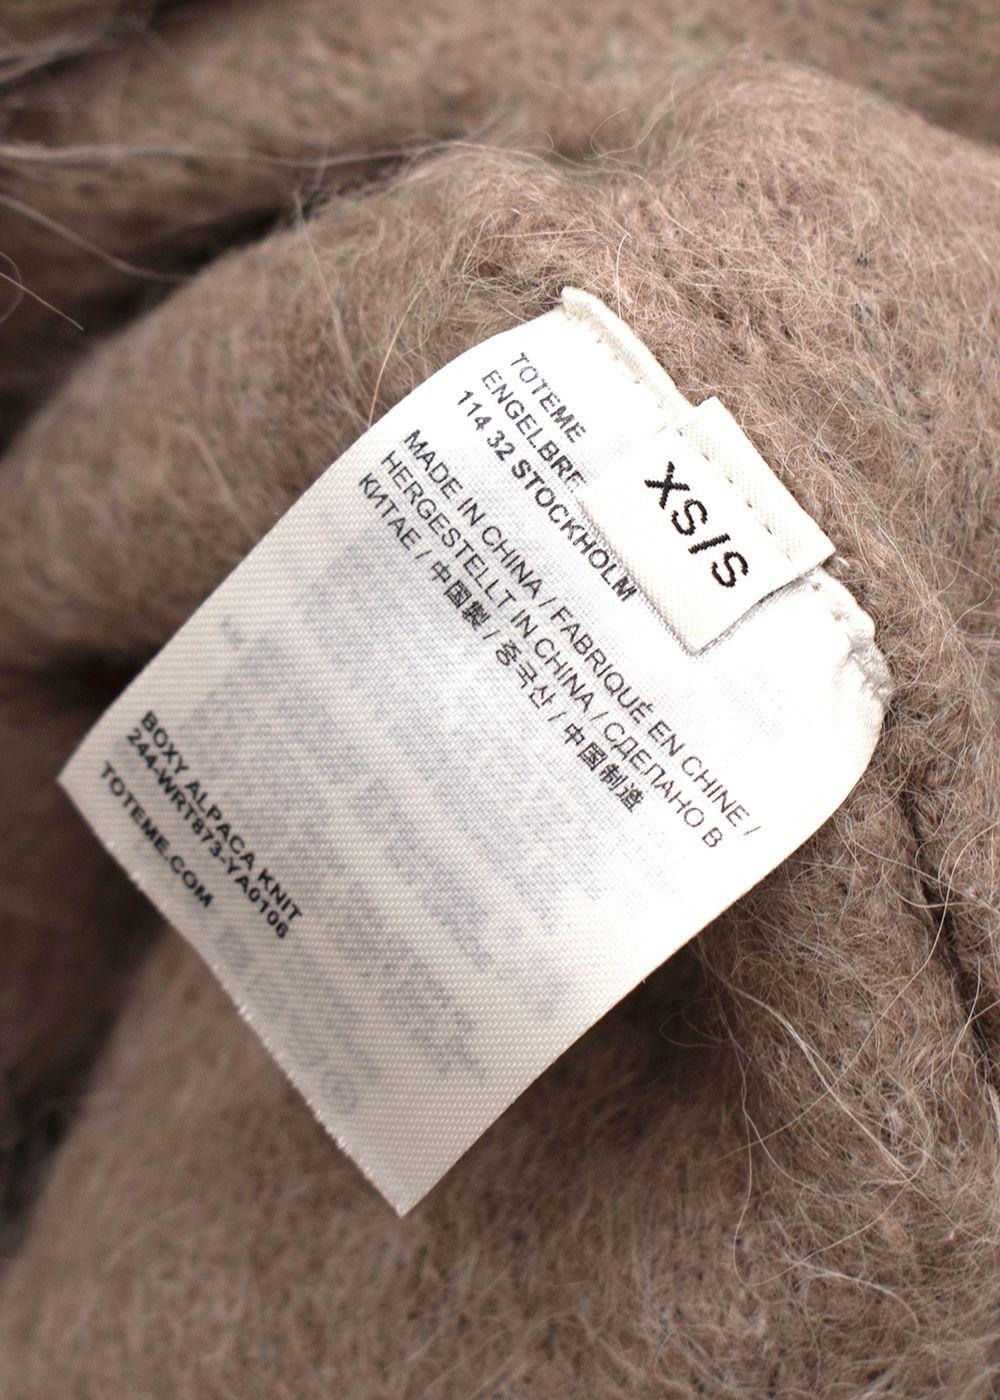 XS/S
TOTEME
ENGELBRE
114 32 STOCKHOLM
MADE IN CHINA / FABRIQUÉ EN CHINE /
HERGESTELLT IN CHINA / СДЕЛАНО В
КИТАЕ / 中国製 / 중국산 / 中国制造
BOXY ALPACA KNIT
244-WRT873-YA0106
TOTEME.COM